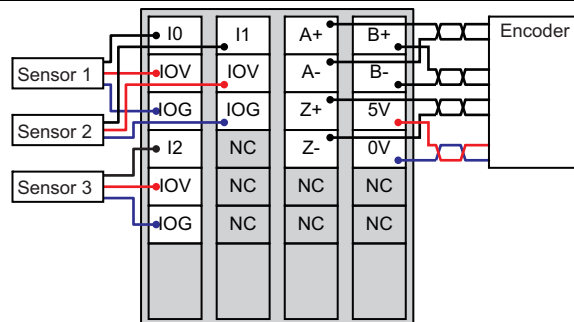 I0 I1 A+ B+ Encoder
Sensor 1 IOV IOV A- B-
IOG IOG Z+ 5V
Sensor 2
I2 NC Z- 0V
Sensor 3 IOV NC NC NC
IOG NC NC NC